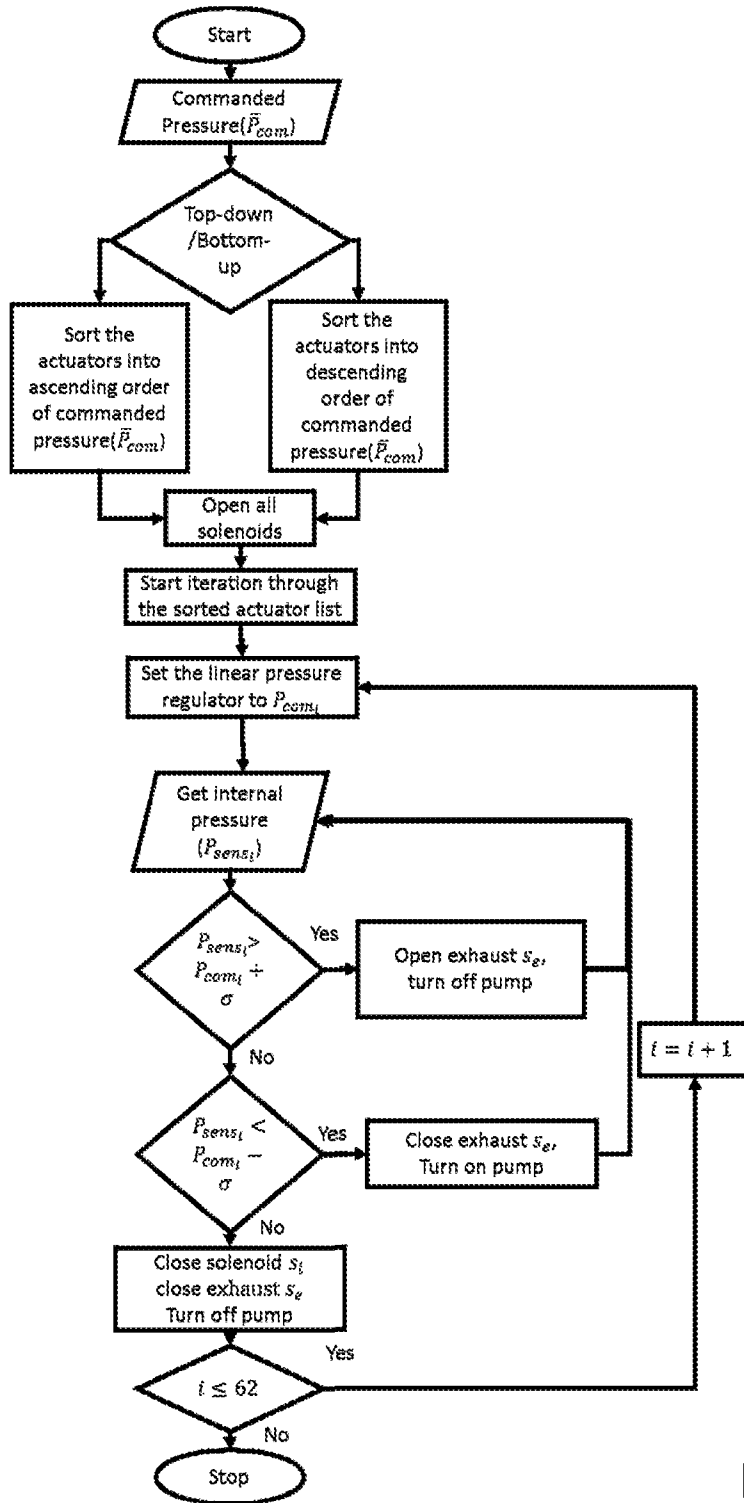 Start
Commanded
Pressure(P̄com)
Top-down
/Bottom-
up
Sort the
actuators into
ascending order
of commanded
pressure(P̄com)
Sort the
actuators into
descending
order of
commanded
pressure(P̄com)
Open all
solenoids
Start iteration through
the sorted actuator list
Set the linear pressure
regulator to Pcomi
Get internal
pressure
(Psensi)
Psensi >
Pcomi +
σ
Yes
Open exhaust se,
turn off pump
No
i = i + 1
Psensi <
Pcomi −
σ
Yes
Close exhaust se,
Turn on pump
No
Close solenoid si
close exhaust se
Turn off pump
Yes
i ≤ 62
No
Stop